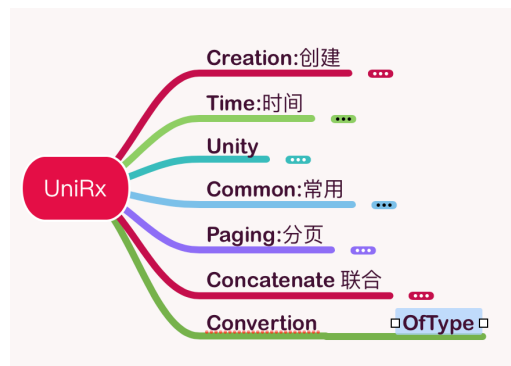 Creation:创建
Time:时间
Unity
UniRx
Common:常用
Paging:分页
Concatenate 联合
Convertion
OfType